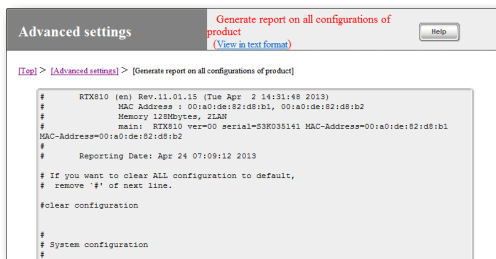 Advanced settings
Generate report on all configurations of product
(View in text format)
Help
[Top] > [Advanced settings] > [Generate report on all configurations of product]
# RTX810 (en) Rev.11.01.15 (Tue Apr 2 14:31:48 2013)
# MAC Address : 00:a0:de:82:d8:b1, 00:a0:de:82:d8:b2
# Memory 128Mbytes, 2LAN
# main: RTX810 ver=00 serial=S3K035141 MAC-Address=00:a0:de:82:d8:b1
MAC-Address=00:a0:de:82:d8:b2
#
# Reporting Date: Apr 24 07:09:12 2013
# If you want to clear ALL configuration to default,
# remove `#' of next line.
#clear configuration
#
# System configuration
#